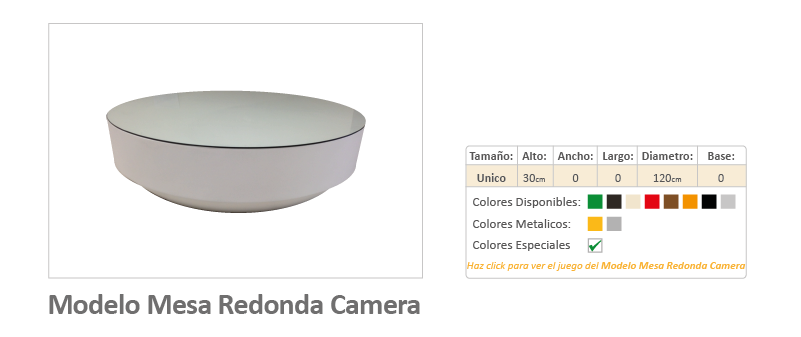 Tamaño: Alto: Ancho: Largo: Diametro: Base:
Unico 30cm 0 0 120cm 0
Colores Disponibles:
Colores Metalicos:
Colores Especiales
Haz click para ver el juego del Modelo Mesa Redonda Camera
Modelo Mesa Redonda Camera